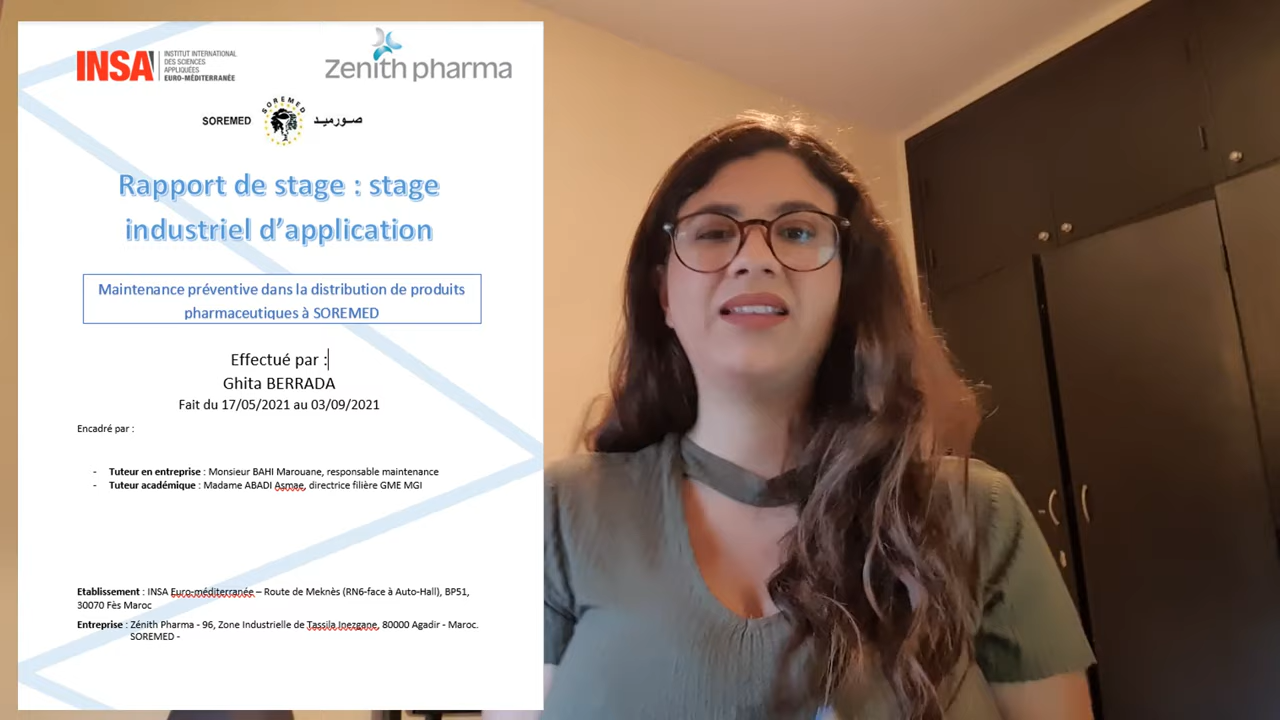 INSA
INSTITUT INTERNATIONAL
DES SCIENCES
APPLIQUÉES
EURO-MÉDITERRANÉE
zenith pharma
SOREMED
SOREMED
صورميد
Rapport de stage : stage
industriel d'application
Maintenance préventive dans la distribution de produits
pharmaceutiques à SOREMED
Effectué par :
Ghita BERRADA
Fait du 17/05/2021 au 03/09/2021
Encadré par :
- Tuteur en entreprise : Monsieur BAHI Marouane, responsable maintenance
- Tuteur académique : Madame ABADI Asmae, directrice filière GME MGI
Etablissement : INSA Euro-méditerranée – Route de Meknès (RN6-face à Auto-Hall), BP51,
30070 Fès Maroc
Entreprise : Zénith Pharma - 96, Zone Industrielle de Tassila Inezgane, 80000 Agadir - Maroc.
SOREMED -